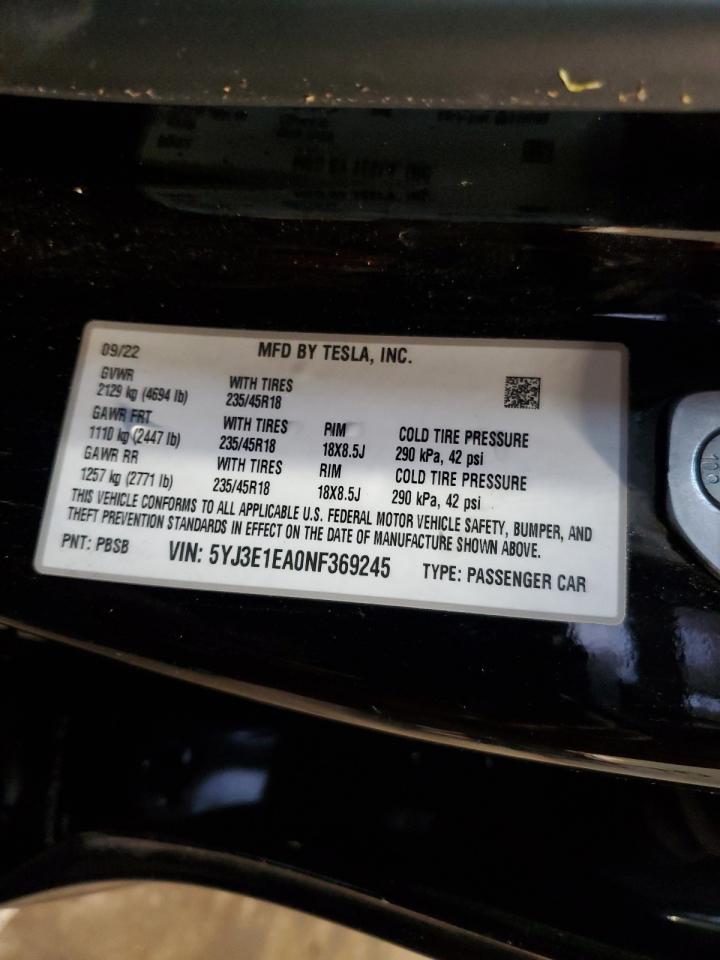 09/22 MFD BY TESLA, INC.
GVWR
2129 kg (4694 lb) WITH TIRES
235/45R18
GAWR FRT
1110 kg (2447 lb) WITH TIRES
235/45R18 RIM
18X8.5J COLD TIRE PRESSURE
290 kPa, 42 psi
GAWR RR
1257 kg (2771 lb) WITH TIRES
235/45R18 RIM
18X8.5J COLD TIRE PRESSURE
290 kPa, 42 psi
THIS VEHICLE CONFORMS TO ALL APPLICABLE U.S. FEDERAL MOTOR VEHICLE SAFETY, BUMPER, AND
THEFT PREVENTION STANDARDS IN EFFECT ON THE DATE OF MANUFACTURE SHOWN ABOVE.
PNT: PBSB VIN: 5YJ3E1EA0NF369245 TYPE: PASSENGER CAR